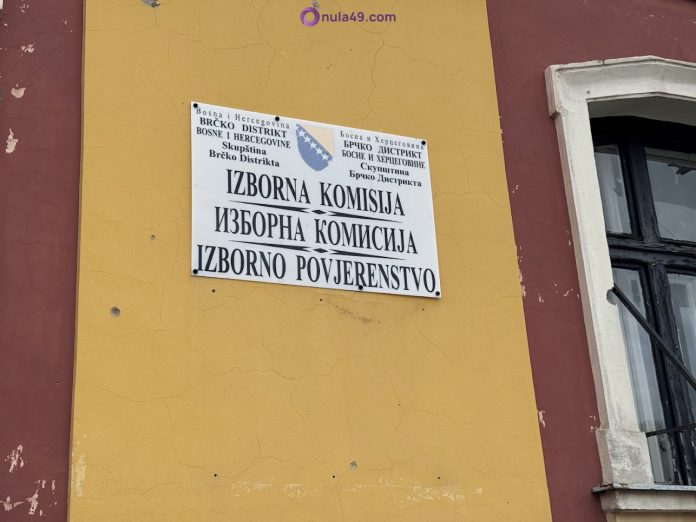 nula49.com
Bosna i Hercegovina
BRČKO DISTRIKT
BOSNE I HERCEGOVINE
Skupština
Brčko Distrikta
Босна и Херцеговина
БРЧКО ДИСТРИКТ
БОСНЕ И ХЕРЦЕГОВИНЕ
Скупштина
Брчко Дистрикта
IZBORNA KOMISIJA
ИЗБОРНА КОМИСИЈА
IZBORNO POVJERENSTVO